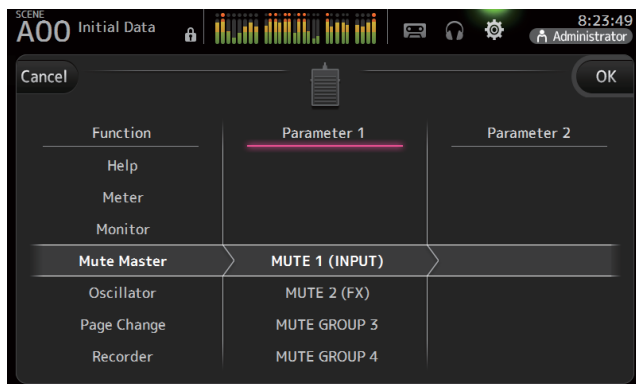 SCENE
A00 Initial Data
8:23:49
Administrator
Cancel
OK
Function
Parameter 1
Parameter 2
Help
Meter
Monitor
Mute Master
MUTE 1 (INPUT)
Oscillator
MUTE 2 (FX)
Page Change
MUTE GROUP 3
Recorder
MUTE GROUP 4